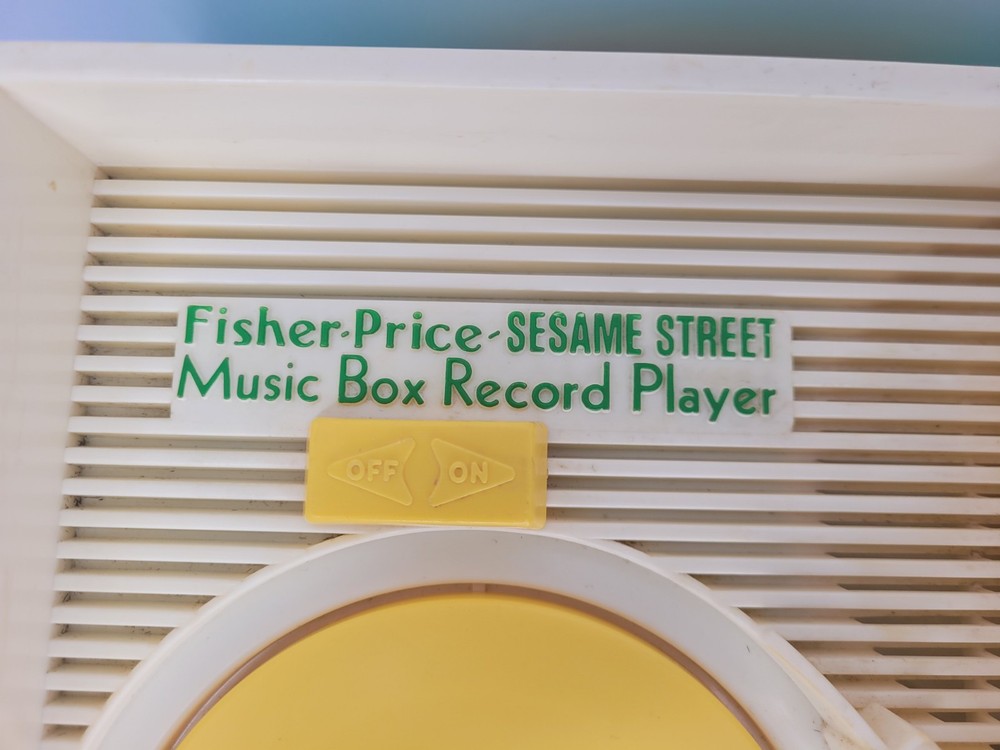 Fisher-Price-SESAME STREET
Music Box Record Player
OFF ON